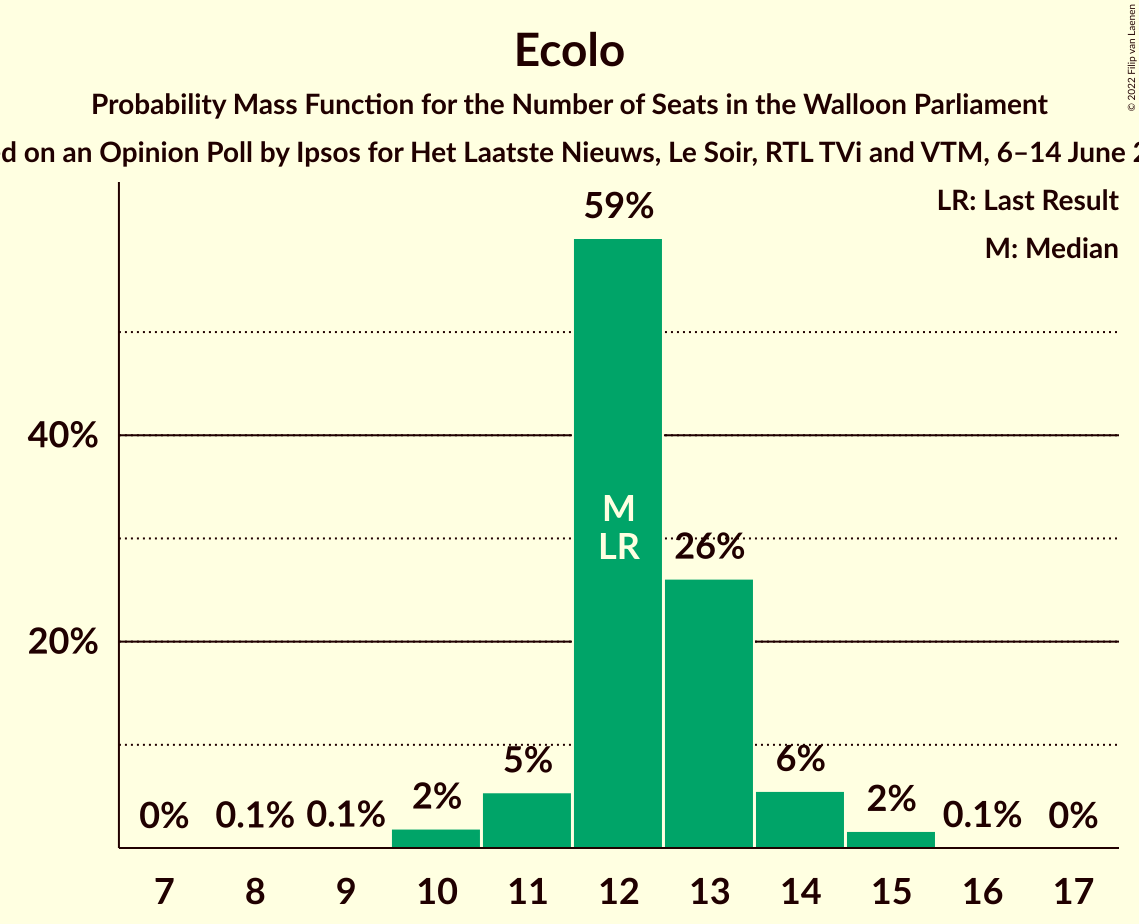 Ecolo
Probability Mass Function for the Number of Seats in the Walloon Parliament
on an Opinion Poll by Ipsos for Het Laatste Nieuws, Le Soir, RTL TVi and VTM, 6–14 June
© 2022 Filip van Laenen
LR: Last Result
M: Median
59%
40%
M
LR
26%
20%
5%
6%
0%
0.1%
0.1%
2%
2%
0.1%
0%
7 8 9 10 11 12 13 14 15 16 17